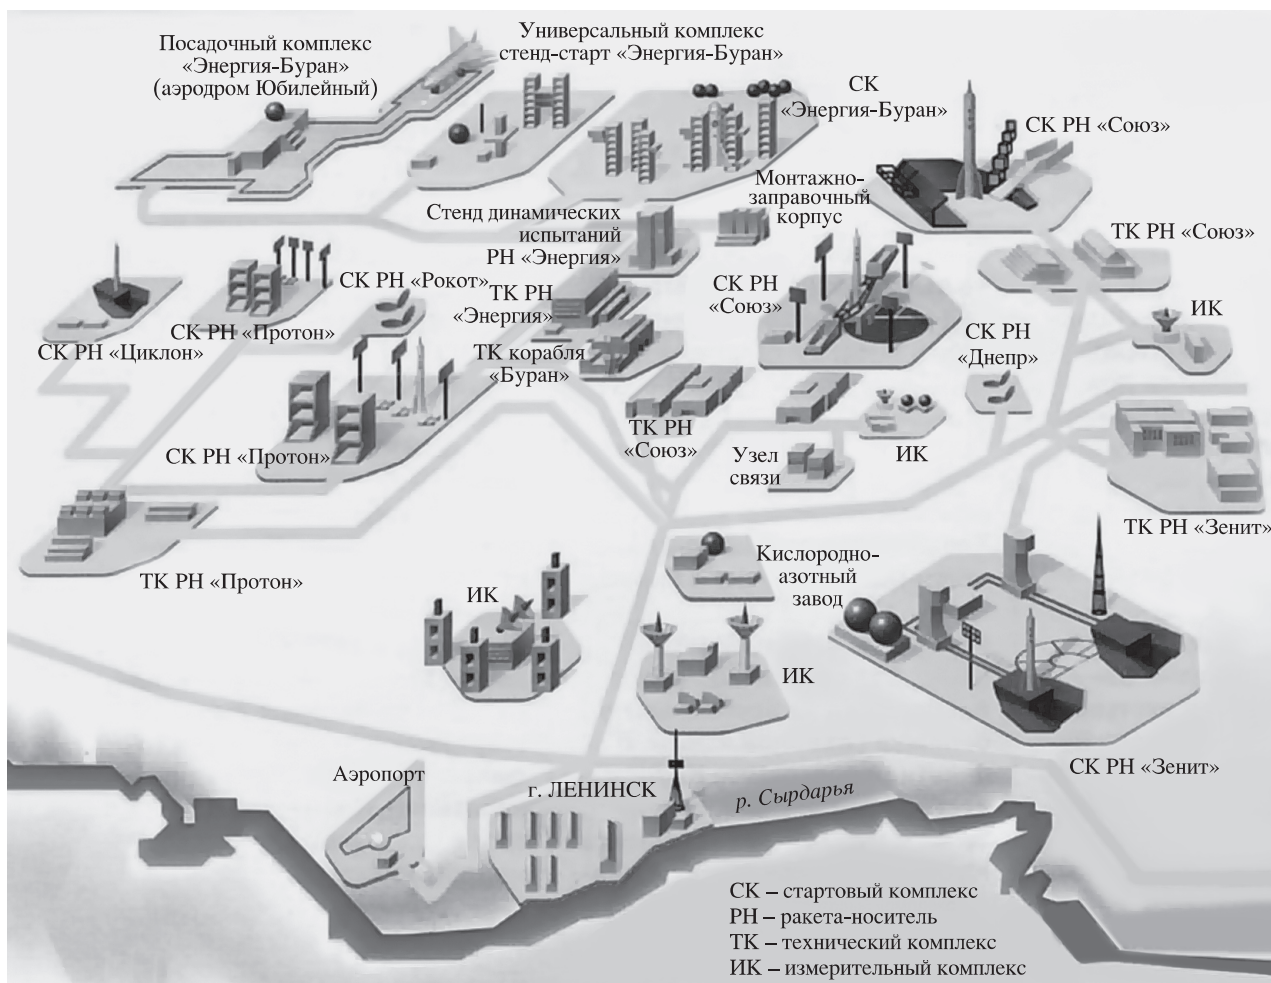 Посадочный комплекс
«Энергия-Буран»
(аэродром Юбилейный)
Универсальный комплекс
стенд-старт «Энергия-Буран»
СК
«Энергия-Буран»
СК РН «Союз»
Монтажно-
заправочный
корпус
Стенд динамических
испытаний
РН «Энергия»
ТК РН «Союз»
СК РН «Рокот»
СК РН «Протон»
СК РН «Циклон»
ТК РН
«Энергия»
СК РН
«Союз»
ИК
СК РН
«Днепр»
ТК корабля
«Буран»
ТК РН
«Союз»
СК РН «Протон»
Узел
связи
ИК
ТК РН «Зенит»
ТК РН «Протон»
Кислородно-
азотный
завод
ИК
ИК
СК РН «Зенит»
Аэропорт
г. ЛЕНИНСК
р. Сырдарья
СК – стартовый комплекс
РН – ракета-носитель
ТК – технический комплекс
ИК – измерительный комплекс